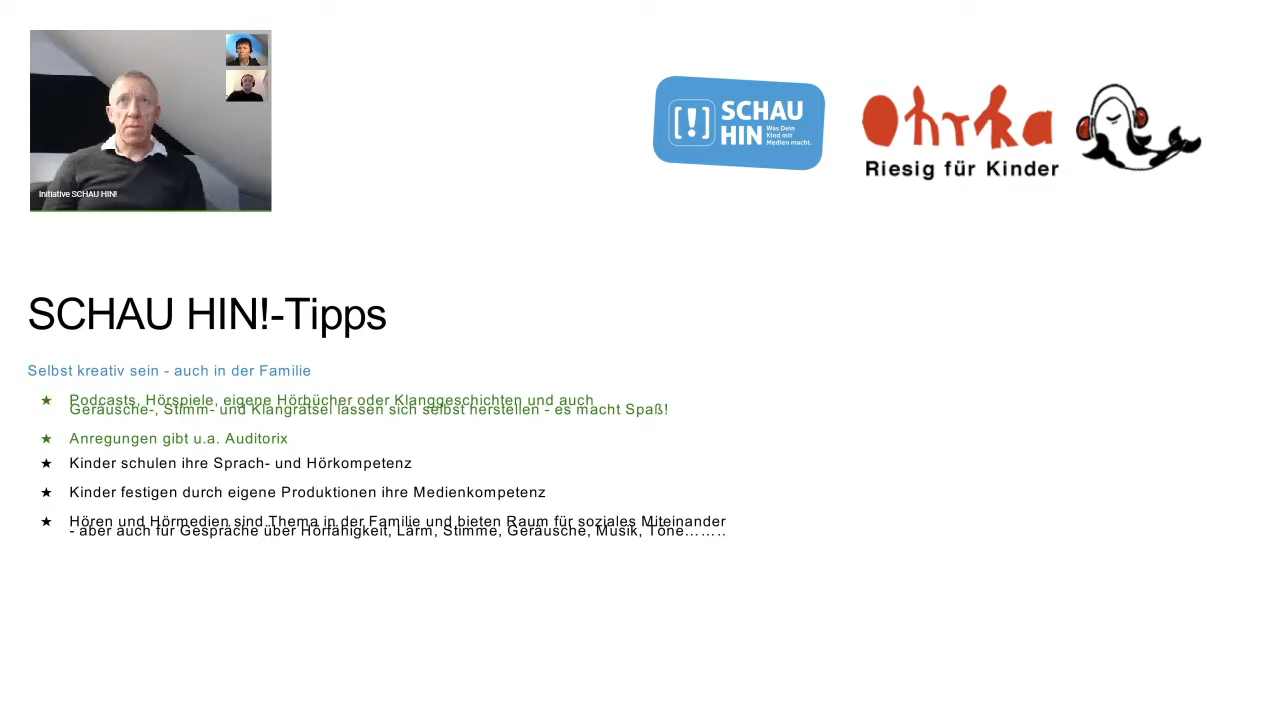 Initiative SCHAU HIN!
[!] SCHAU
HIN Was Dein
Kind mit
Medien macht.
Ohrka
Riesig für Kinder
SCHAU HIN!-Tipps
Selbst kreativ sein - auch in der Familie
★ Podcasts, Hörspiele, eigene Hörbücher oder Klanggeschichten und auch
Geräusche-, Stimm- und Klangrätsel lassen sich selbst herstellen - es macht Spaß!
★ Anregungen gibt u.a. Auditorix
★ Kinder schulen ihre Sprach- und Hörkompetenz
★ Kinder festigen durch eigene Produktionen ihre Medienkompetenz
★ Hören und Hörmedien sind Thema in der Familie und bieten Raum für soziales Miteinander
- aber auch für Gespräche über Hörfähigkeit, Lärm, Stimme, Geräusche, Musik, Töne……..